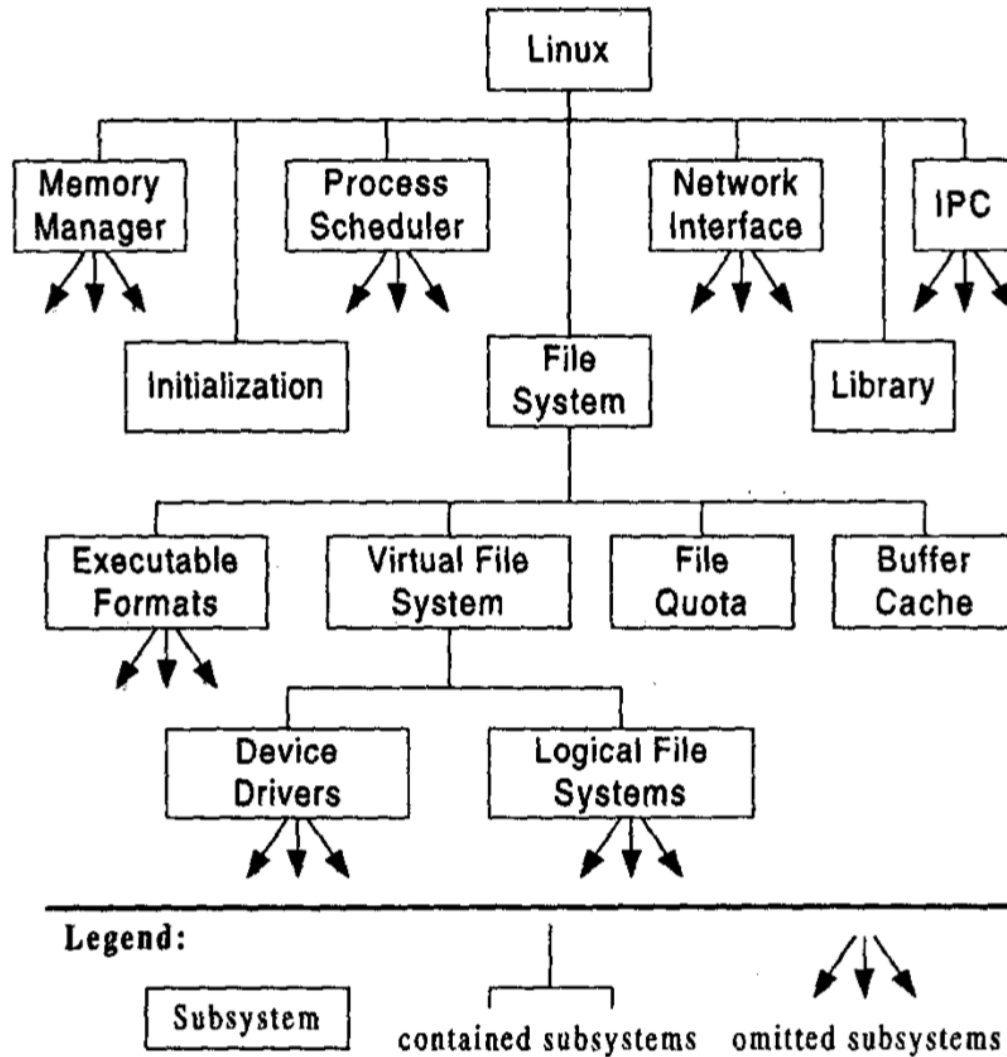 Linux
Memory
Manager
Process
Scheduler
Network
Interface
IPC
Initialization
File
System
Library
Executable
Formats
Virtual File
System
File
Quota
Buffer
Cache
Device
Drivers
Logical File
Systems
Legend:
Subsystem
contained subsystems
omitted subsystems